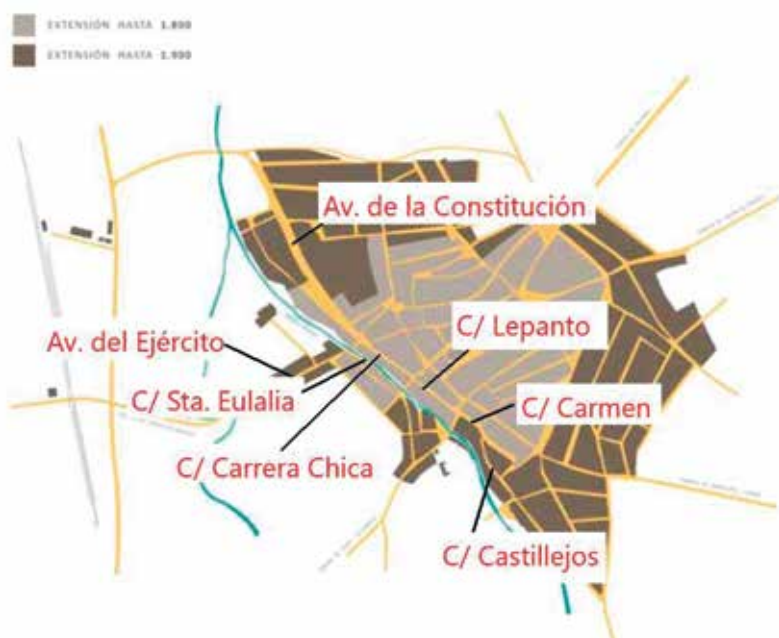 EXTENSIÓN HASTA 1.800
EXTENSIÓN HASTA 1.900
Av. de la Constitución
C/ Lepanto
Av. del Ejército
C/ Sta. Eulalia
C/ Carmen
C/ Carrera Chica
C/ Castillejos